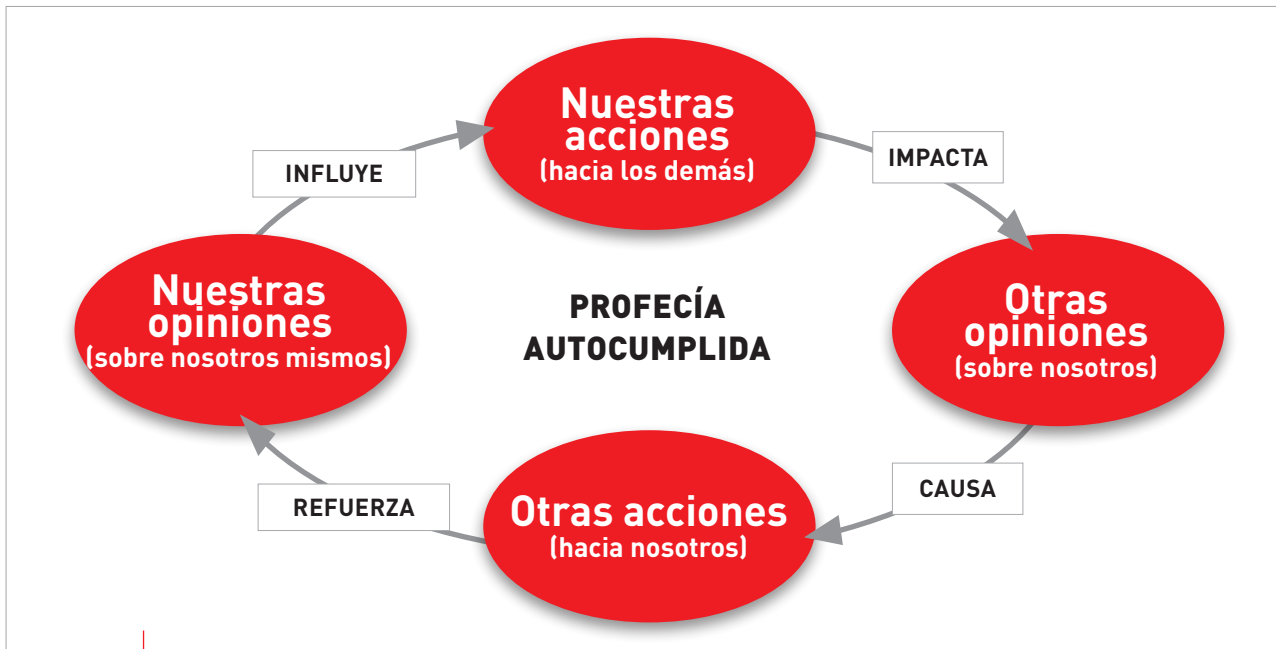 Nuestras
acciones
(hacia los demás)
INFLUYE
IMPACTA
Nuestras
opiniones
(sobre nosotros mismos)
PROFECÍA
AUTOCUMPLIDA
Otras
opiniones
(sobre nosotros)
REFUERZA
CAUSA
Otras acciones
(hacia nosotros)